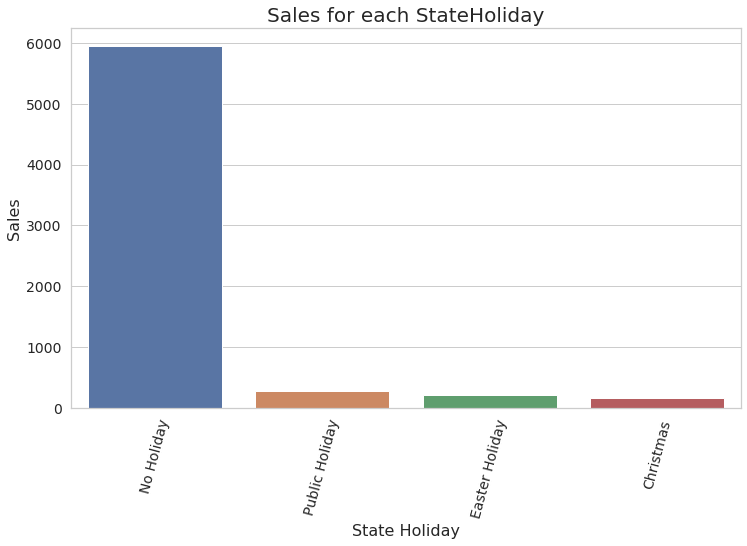 Sales for each StateHoliday
6000
5000
4000
3000
2000
1000
0
Sales
No Holiday
Public Holiday
Easter Holiday
Christmas
State Holiday